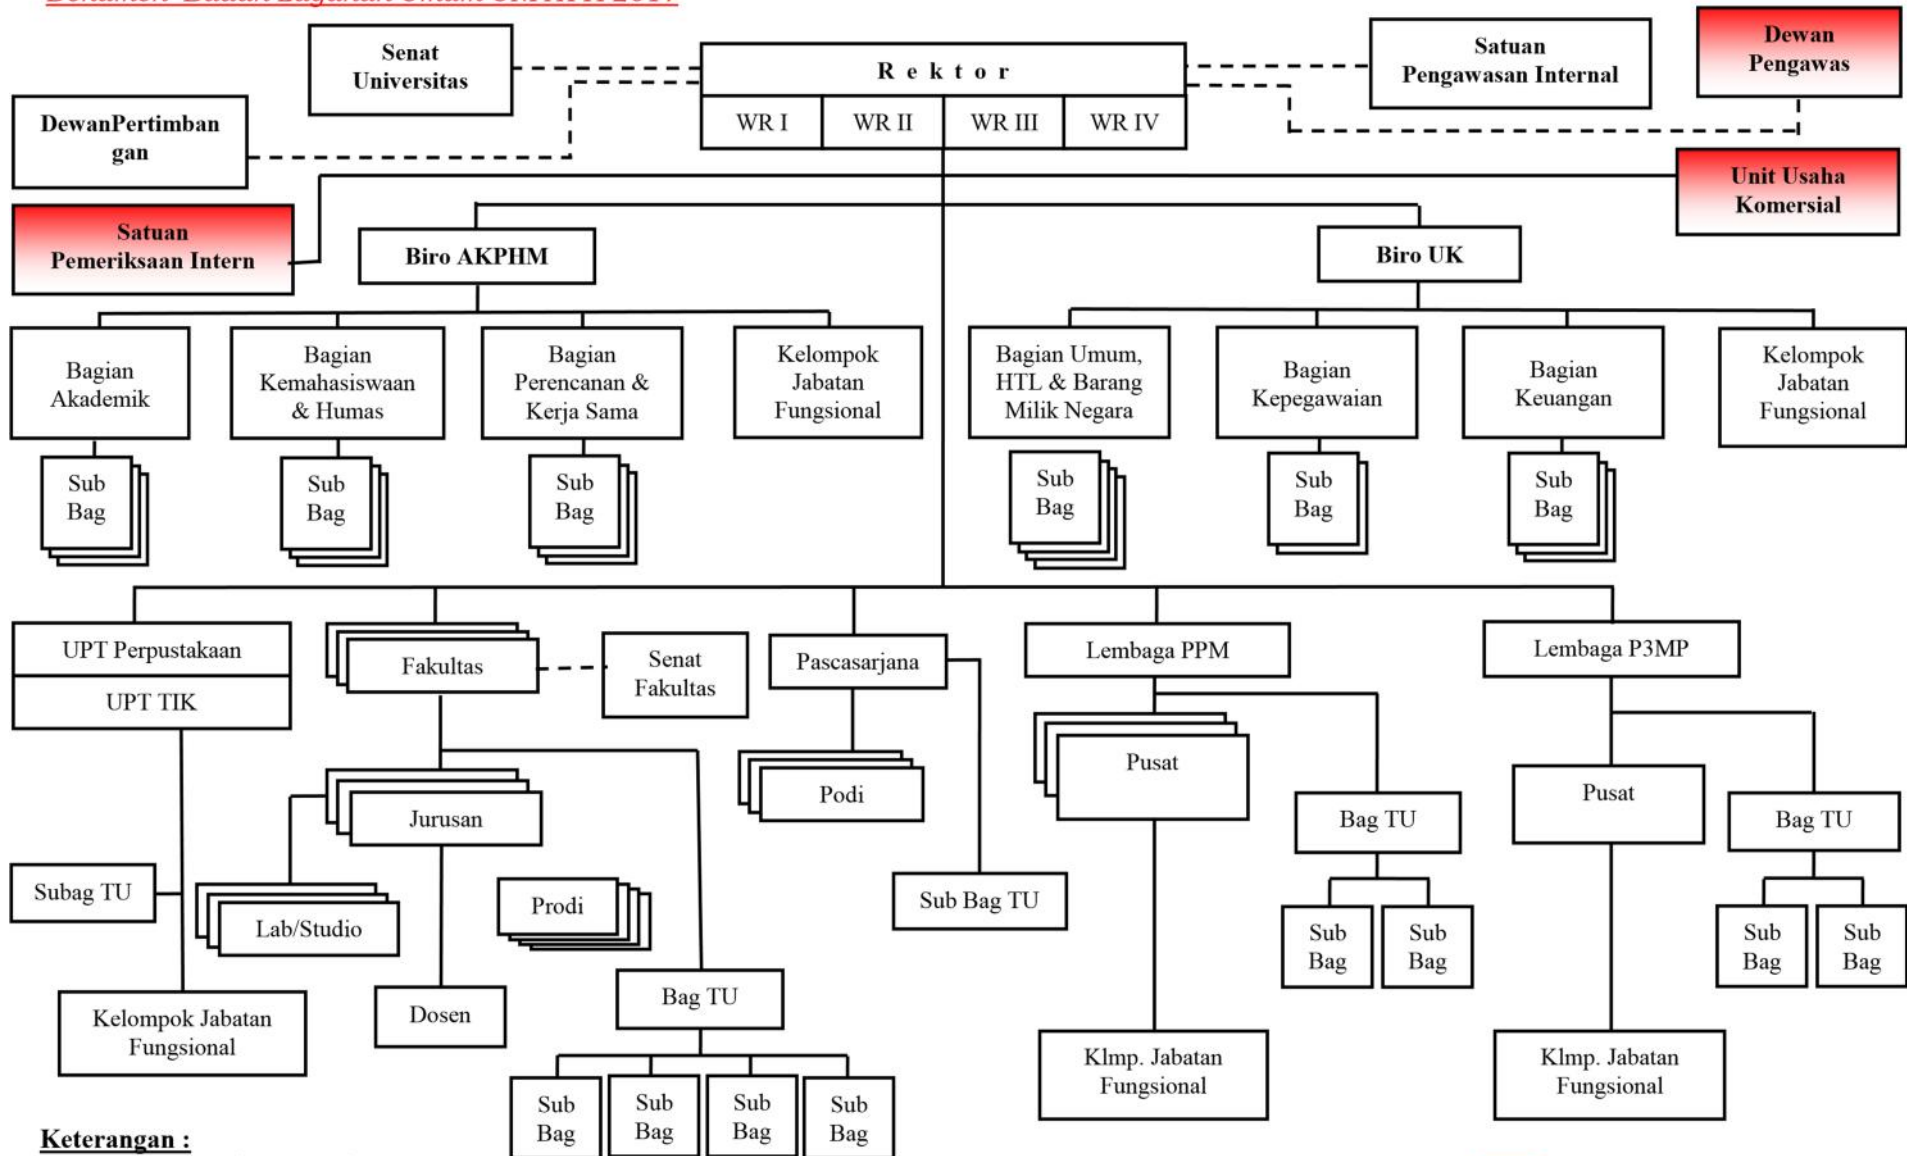 Senat
Universitas
R e k t o r
WR I
WR II
WR III
WR IV
Satuan
Pengawasan Internal
Dewan
Pengawas
DewanPertimban
gan
Unit Usaha
Komersial
Satuan
Pemeriksaan Intern
Biro AKPHM
Biro UK
Bagian
Akademik
Bagian
Kemahasiswaan
& Humas
Bagian
Perencanan &
Kerja Sama
Kelompok
Jabatan
Fungsional
Bagian Umum,
HTL & Barang
Milik Negara
Bagian
Kepegawaian
Bagian
Keuangan
Kelompok
Jabatan
Fungsional
Sub
Bag
Sub
Bag
Sub
Bag
Sub
Bag
Sub
Bag
Sub
Bag
UPT Perpustakaan
UPT TIK
Fakultas
Senat
Fakultas
Pascasarjana
Lembaga PPM
Lembaga P3MP
Jurusan
Podi
Pusat
Bag TU
Pusat
Bag TU
Subag TU
Lab/Studio
Prodi
Sub Bag TU
Sub
Bag
Sub
Bag
Sub
Bag
Sub
Bag
Kelompok Jabatan
Fungsional
Dosen
Bag TU
Klmp. Jabatan
Fungsional
Klmp. Jabatan
Fungsional
Sub
Bag
Sub
Bag
Sub
Bag
Sub
Bag
Keterangan :